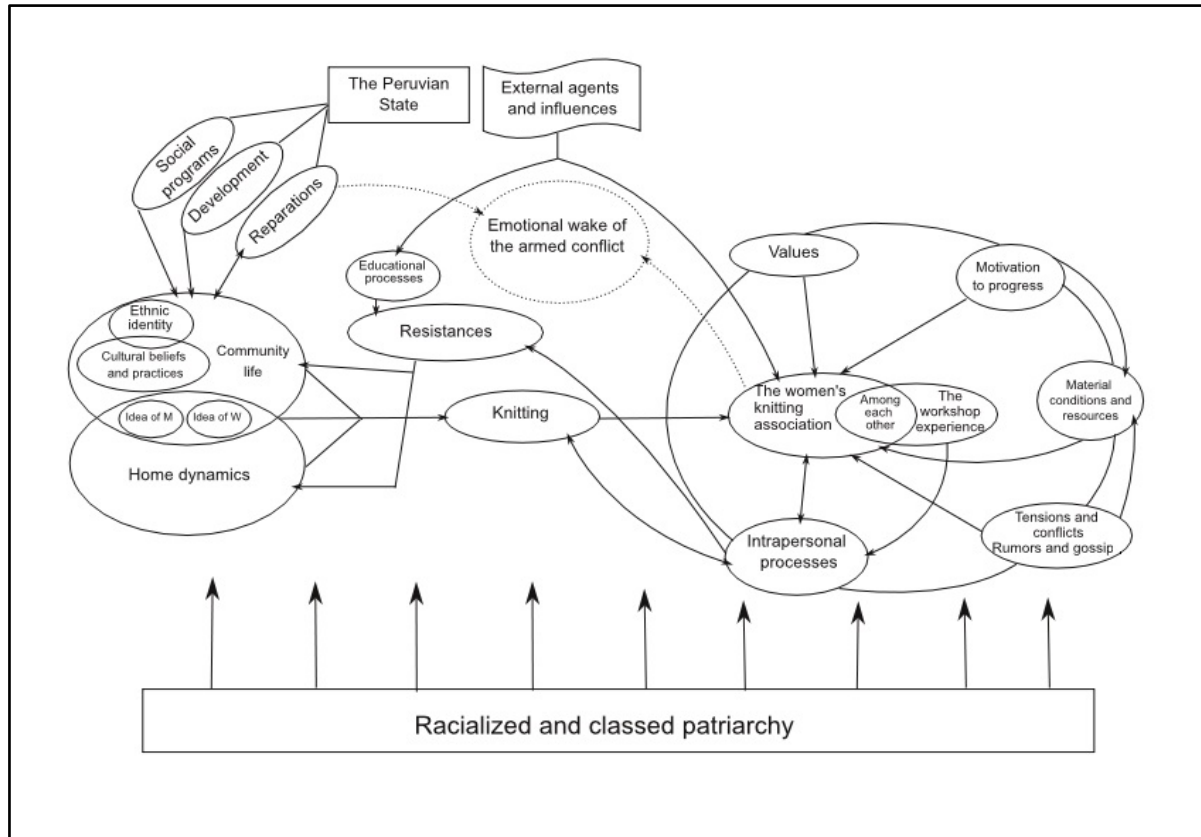 The Peruvian
State
External agents
and influences
Social
programs
Development
Reparations
Emotional wake
of the armed conflict
Educational
processes
Values
Motivation
to progress
Ethnic
identity
Cultural beliefs
and practices
Community
life
Resistances
Idea of M
Idea of W
Knitting
The women's
knitting
association
Among
each
other
The
workshop
experience
Material
conditions and
resources
Home dynamics
Intrapersonal
processes
Tensions and
conflicts
Rumors and gossip
Racialized and classed patriarchy